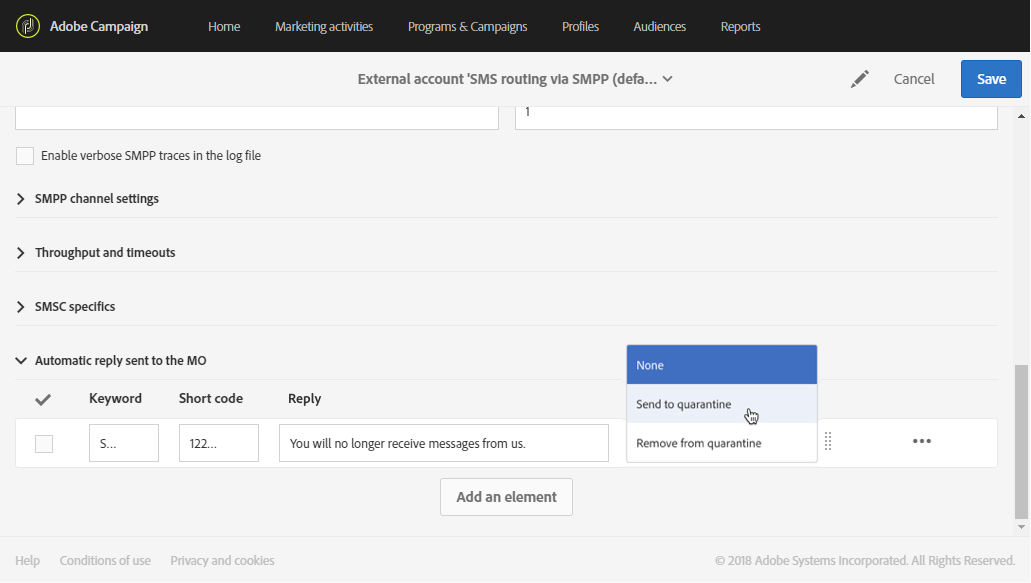 Adobe Campaign Home Marketing activities Programs & Campaigns Profiles Audiences Reports
External account 'SMS routing via SMPP (defa... Cancel Save
1
Enable verbose SMPP traces in the log file
SMPP channel settings
Throughput and timeouts
SMSC specifics
Automatic reply sent to the MO
None
Keyword Short code Reply
Send to quarantine
S... 122... You will no longer receive messages from us.
Remove from quarantine
Add an element
Help Conditions of use Privacy and cookies © 2018 Adobe Systems Incorporated. All Rights Reserved.